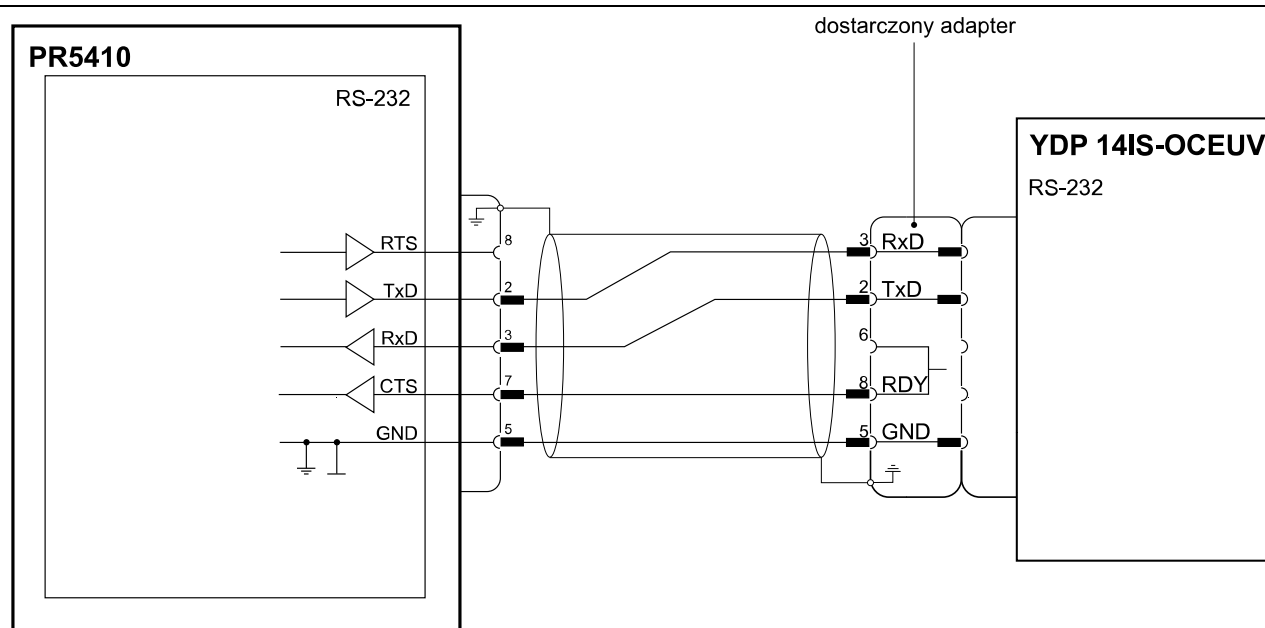 dostarczony adapter
PR5410
RS-232
YDP 14IS-OCEUV
RS-232
RTS 8 3 RxD
TxD 2 2 TxD
RxD 3 6
CTS 7 8 RDY
GND 5 5 GND